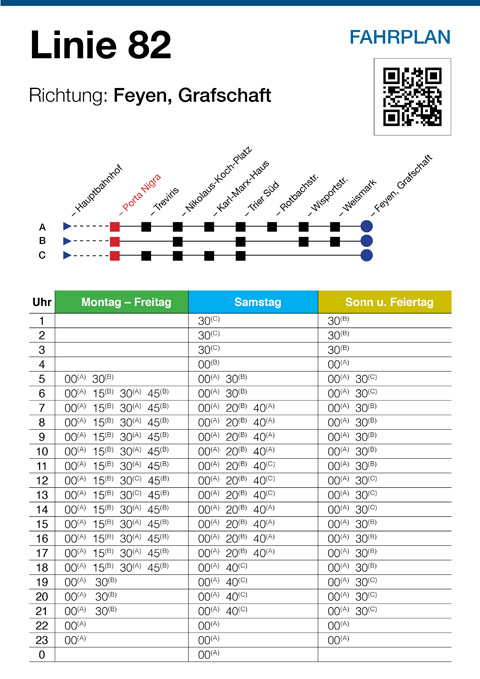 Linie 82
FAHRPLAN
Richtung: Feyen, Grafschaft
– Hauptbahnhof
– Porta Nigra
– Treviris
– Nikolaus-Koch-Platz
– Karl-Marx-Haus
– Trier Süd
– Rotbachstr.
– Wisportstr.
– Weismark
– Feyen, Grafschaft
A
B
C
Uhr Montag – Freitag Samstag Sonn u. Feiertag
1 30(C) 30(B)
2 30(C) 30(B)
3 30(C) 30(B)
4 00(B) 00(A)
5 00(A) 30(B) 00(A) 30(B) 00(A) 30(C)
6 00(A) 15(B) 30(A) 45(B) 00(A) 30(B) 00(A) 30(C)
7 00(A) 15(B) 30(A) 45(B) 00(A) 20(B) 40(A) 00(A) 30(B)
8 00(A) 15(B) 30(A) 45(B) 00(A) 20(B) 40(A) 00(A) 30(B)
9 00(A) 15(B) 30(A) 45(B) 00(A) 20(B) 40(A) 00(A) 30(B)
10 00(A) 15(B) 30(A) 45(B) 00(A) 20(B) 40(A) 00(A) 30(B)
11 00(A) 15(B) 30(A) 45(B) 00(A) 20(B) 40(C) 00(A) 30(B)
12 00(A) 15(B) 30(C) 45(B) 00(A) 20(B) 40(C) 00(A) 30(C)
13 00(A) 15(B) 30(C) 45(B) 00(A) 20(B) 40(C) 00(A) 30(C)
14 00(A) 15(B) 30(A) 45(B) 00(A) 20(B) 40(A) 00(A) 30(C)
15 00(A) 15(B) 30(A) 45(B) 00(A) 20(B) 40(A) 00(A) 30(B)
16 00(A) 15(B) 30(A) 45(B) 00(A) 20(B) 40(A) 00(A) 30(B)
17 00(A) 15(B) 30(A) 45(B) 00(A) 20(B) 40(A) 00(A) 30(B)
18 00(A) 15(B) 30(A) 45(B) 00(A) 40(C) 00(A) 30(B)
19 00(A) 30(B) 00(A) 40(C) 00(A) 30(C)
20 00(A) 30(B) 00(A) 40(C) 00(A) 30(C)
21 00(A) 30(B) 00(A) 40(C) 00(A) 30(C)
22 00(A) 00(A) 00(A)
23 00(A) 00(A) 00(A)
0 00(A)